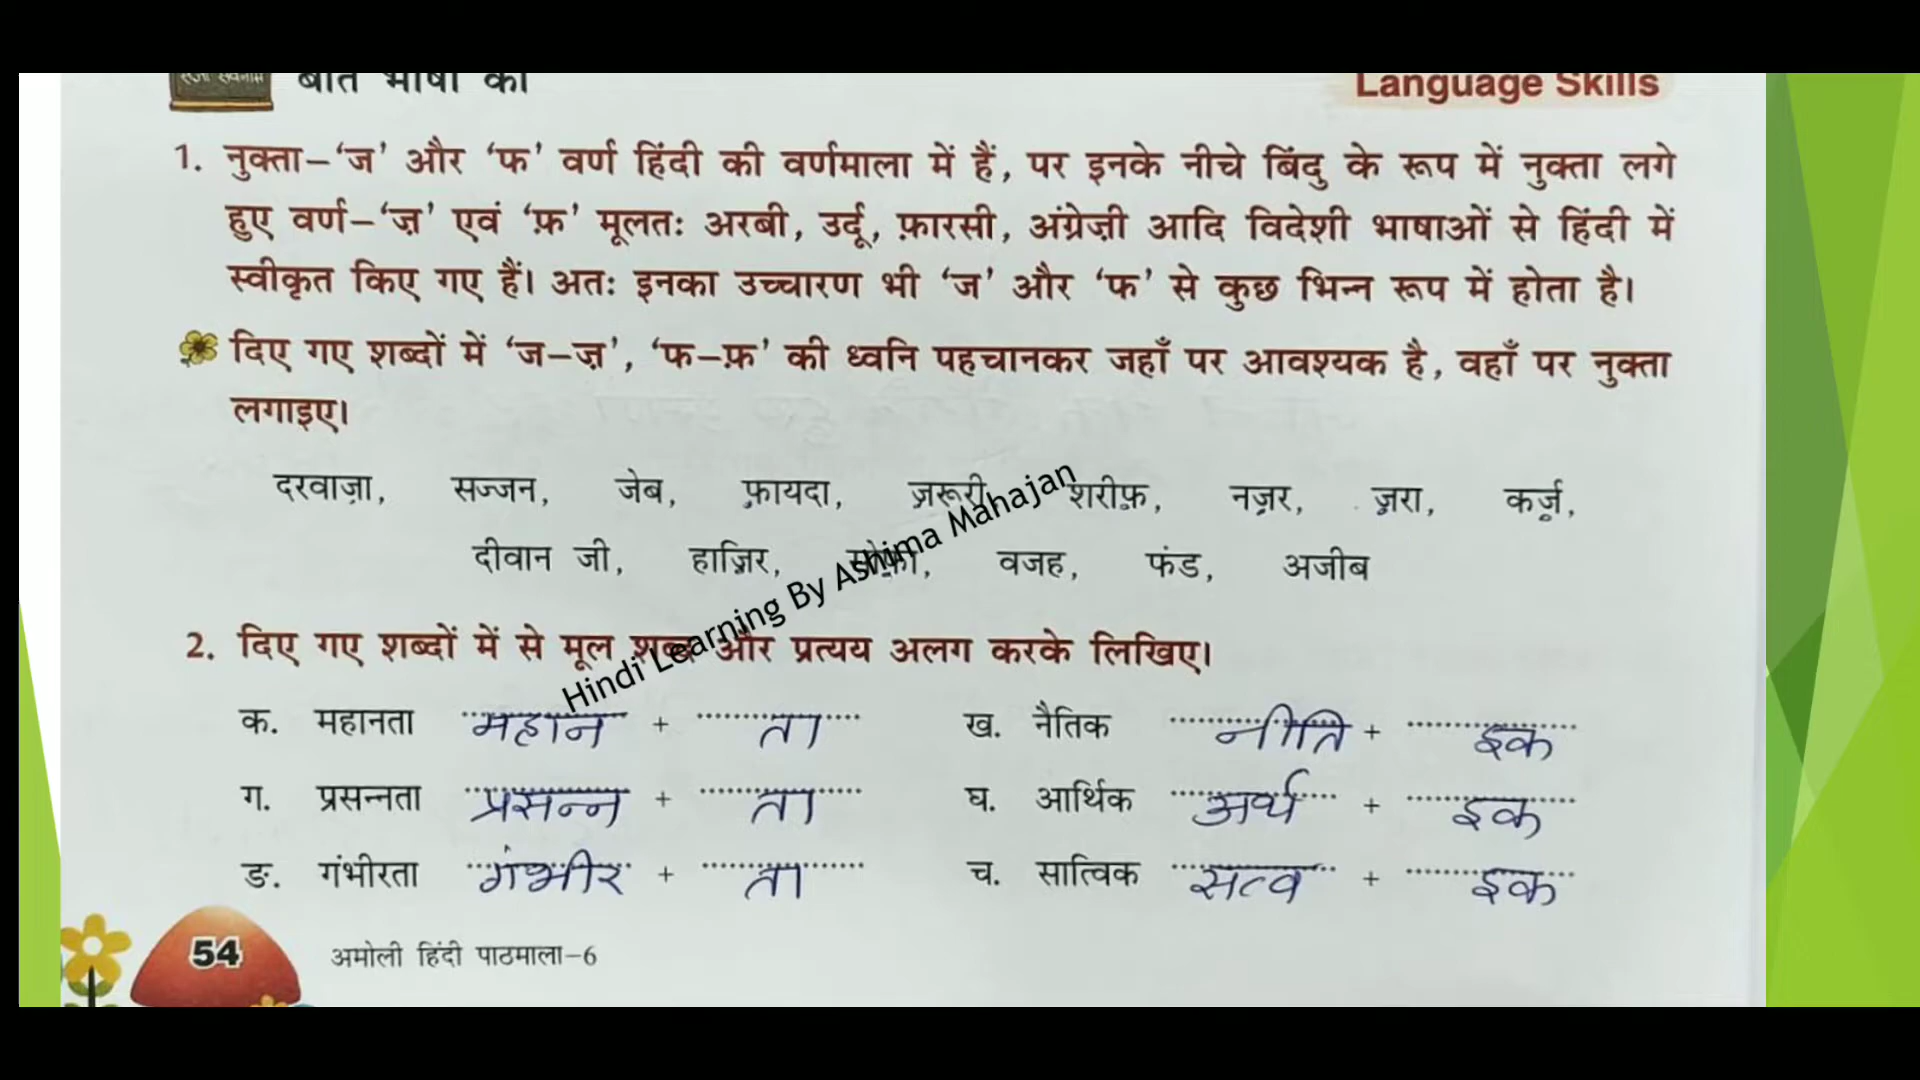 बात भाषा की
Language Skills
1. नुक्ता–‘ज’ और ‘फ’ वर्ण हिंदी की वर्णमाला में हैं, पर इनके नीचे बिंदु के रूप में नुक्ता लगे
हुए वर्ण–‘ज़’ एवं ‘फ़’ मूलतः अरबी, उर्दू, फ़ारसी, अंग्रेज़ी आदि विदेशी भाषाओं से हिंदी में
स्वीकृत किए गए हैं। अतः इनका उच्चारण भी ‘ज’ और ‘फ’ से कुछ भिन्न रूप में होता है।
दिए गए शब्दों में ‘ज–ज़’, ‘फ–फ़’ की ध्वनि पहचानकर जहाँ पर आवश्यक है, वहाँ पर नुक्ता
लगाइए।
दरवाज़ा, सज्जन, जेब, फ़ायदा, ज़रूरी, शरीफ़, नज़र, ज़रा, कर्ज़,
दीवान जी, हाज़िर, वजह, फंड, अजीब
Hindi Learning By Ashima Mahajan
2. दिए गए शब्दों में से मूल शब्द और प्रत्यय अलग करके लिखिए।
क. महानता महान + ता ख. नैतिक नीति + इक
ग. प्रसन्नता प्रसन्न + ता घ. आर्थिक अर्थ + इक
ङ. गंभीरता गंभीर + ता च. सात्विक सत्व + इक
54 अमोली हिंदी पाठमाला–6